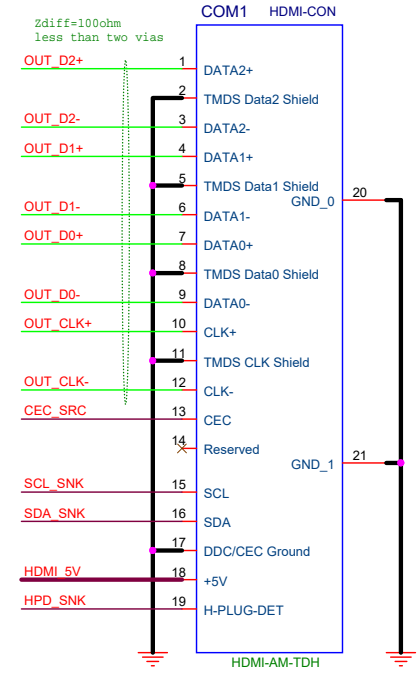 COM1 HDMI-CON
Zdiff=100ohm
less than two vias
OUT_D2+ 1 DATA2+
2 TMDS Data2 Shield
OUT_D2- 3 DATA2-
OUT_D1+ 4 DATA1+
5 TMDS Data1 Shield
GND_0 20
OUT_D1- 6 DATA1-
OUT_D0+ 7 DATA0+
8 TMDS Data0 Shield
OUT_D0- 9 DATA0-
OUT_CLK+ 10 CLK+
11 TMDS CLK Shield
OUT_CLK- 12 CLK-
CEC_SRC 13 CEC
14 Reserved
GND_1 21
SCL_SNK 15 SCL
SDA_SNK 16 SDA
17 DDC/CEC Ground
HDMI_5V 18 +5V
HPD_SNK 19 H-PLUG-DET
HDMI-AM-TDH